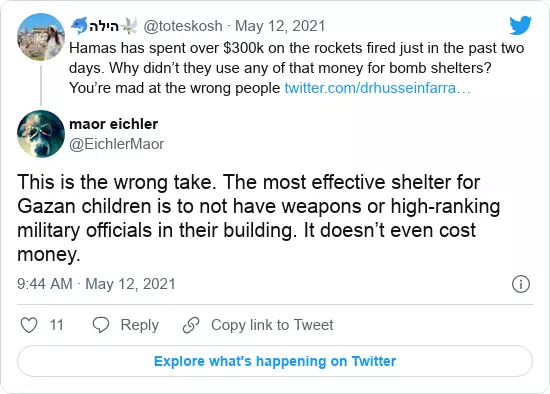 🐬הילה🕊️ @toteskosh · May 12, 2021
Hamas has spent over $300k on the rockets fired just in the past two
days. Why didn’t they use any of that money for bomb shelters?
You’re mad at the wrong people twitter.com/drhusseinfarra…
maor eichler
@EichlerMaor
This is the wrong take. The most effective shelter for
Gazan children is to not have weapons or high-ranking
military officials in their building. It doesn’t even cost
money.
9:44 AM · May 12, 2021
11 Reply Copy link to Tweet
Explore what's happening on Twitter